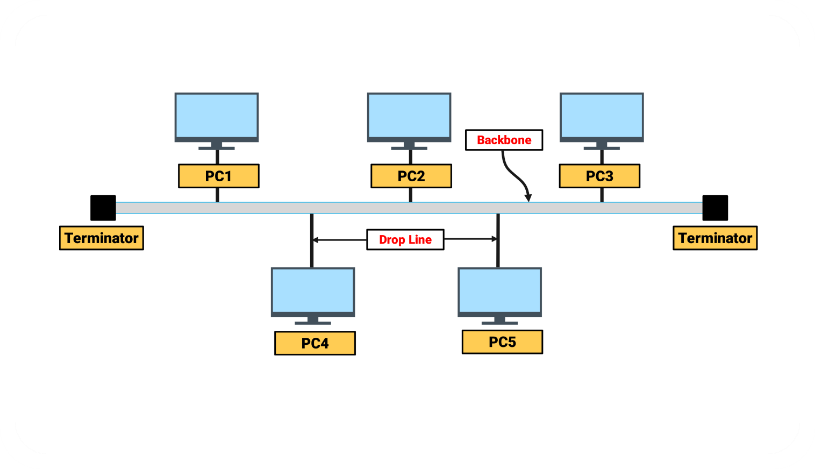 Backbone
PC1
PC2
PC3
Terminator
Drop Line
Terminator
PC4
PC5